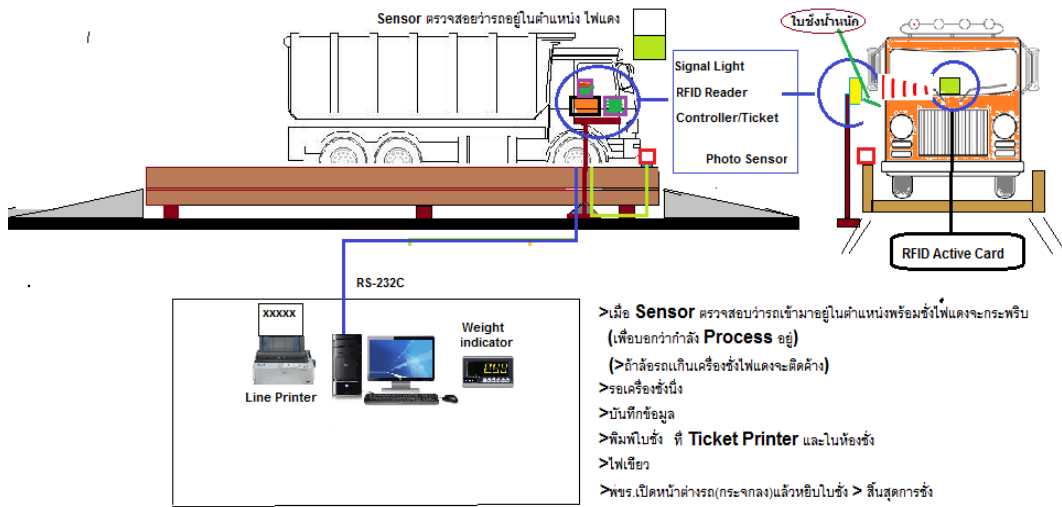 Sensor ตรวจสอยว่ารถอยู่ในตำแหน่ง ไฟแดง
ใบชั่งน้ำหนัก
Signal Light
RFID Reader
Controller/Ticket
Photo Sensor
RFID Active Card
RS-232C
XXXXX
Line Printer
Weight
indicator
>เมื่อ Sensor ตรวจสอบว่ารถเข้ามาอยู่ในตำแหน่งพร้อมชั่งไฟแดงจะกระพริบ
(เพื่อบอกว่ากำลัง Process อยู่)
(>ถ้าล้อรถแกินเครื่องชั่งไฟแดงจะติดค้าง)
>รอเครื่องชั่งนิ่ง
>บันทึกข้อมูล
>พิมพ์ใบชั่ง ที่ Ticket Printer และในห้องชั่ง
>ไฟเขียว
>พขร.เปิดหน้าต่างรถ(กระจกลง)แล้วหยิบใบชั่ง > สิ้นสุดการชั่ง